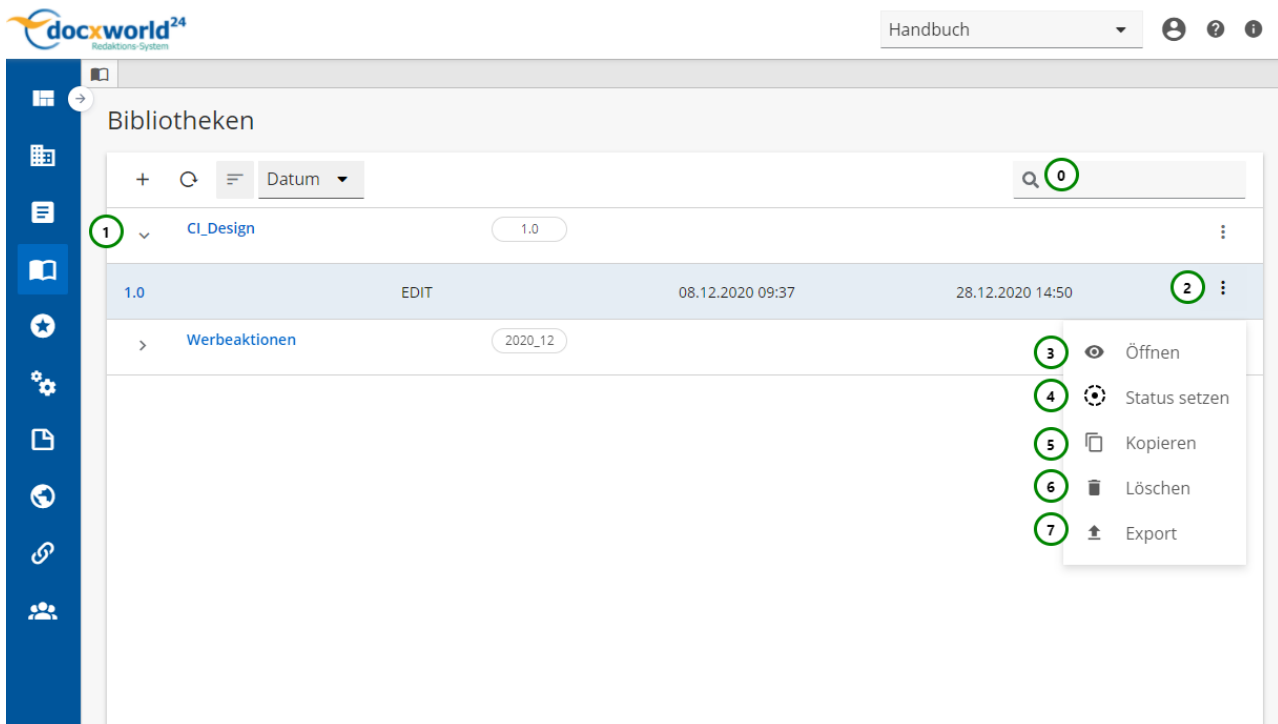 docxworld24
Redaktions-System
Handbuch
Bibliotheken
Datum
0
1
CI_Design
1.0
1.0
EDIT
08.12.2020 09:37
28.12.2020 14:50
2
Werbeaktionen
2020_12
3
Öffnen
4
Status setzen
5
Kopieren
6
Löschen
7
Export